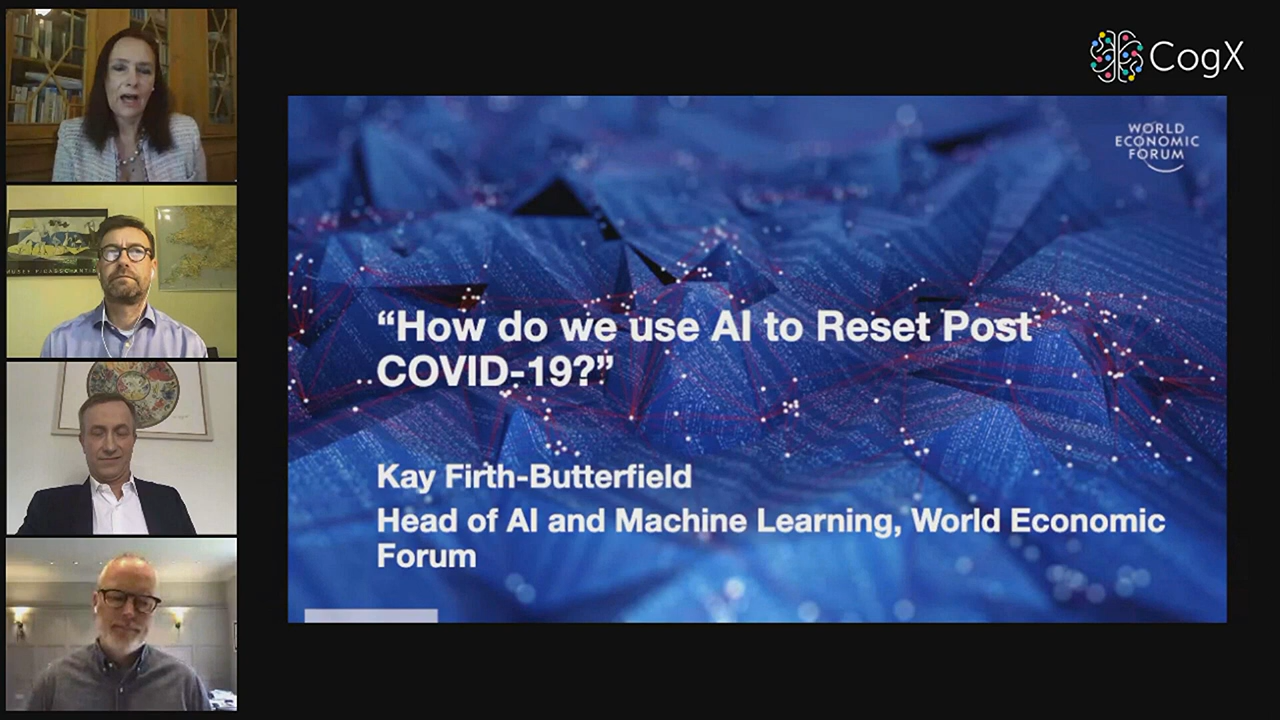 CogX
WORLD
ECONOMIC
FORUM
“How do we use AI to Reset Post
COVID-19?”
Kay Firth-Butterfield
Head of AI and Machine Learning, World Economic
Forum